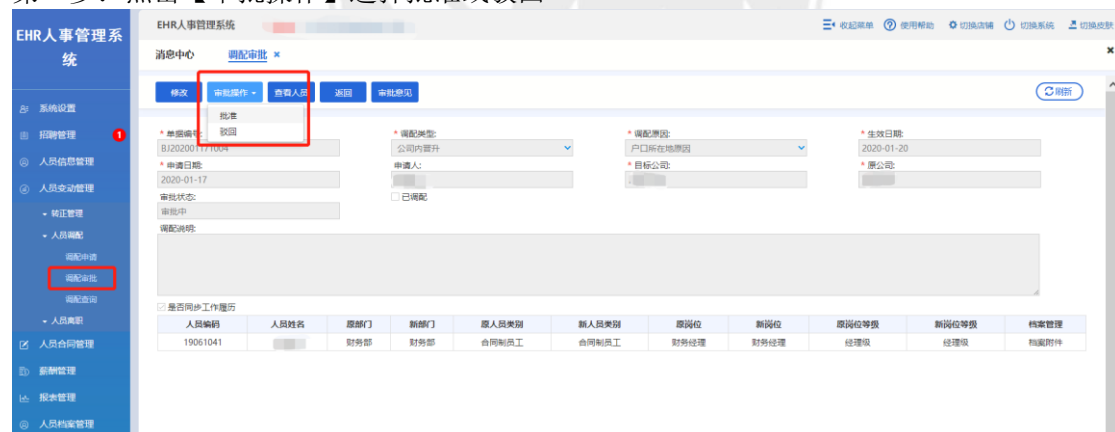 EHR人事管理系统
EHR人事管理系统
收起菜单 使用帮助 切换店铺 切换系统 切换皮肤
消息中心 调配审批 ×
修改 审批操作 查看人员 返回 审批意见 刷新
批准
驳回
系统设置
招聘管理 1
人员信息管理
人员变动管理
转正管理
人员调配
调配申请
调配审批
调配查询
人员离职
人员合同管理
薪酬管理
报表管理
人员档案管理
* 单据编号: * 调配类型: * 调配原因: * 生效日期:
BJ202001171004 公司内晋升 户口所在地原因 2020-01-20
* 申请日期: 申请人: * 目标公司: * 原公司:
2020-01-17
审批状态: 已调配
审批中
调配说明:
是否同步工作履历
人员编码 人员姓名 原部门 新部门 原人员类别 新人员类别 原岗位 新岗位 原岗位等级 新岗位等级 档案管理
19061041 财务部 财务部 合同制员工 合同制员工 财务经理 财务经理 经理级 经理级 档案附件